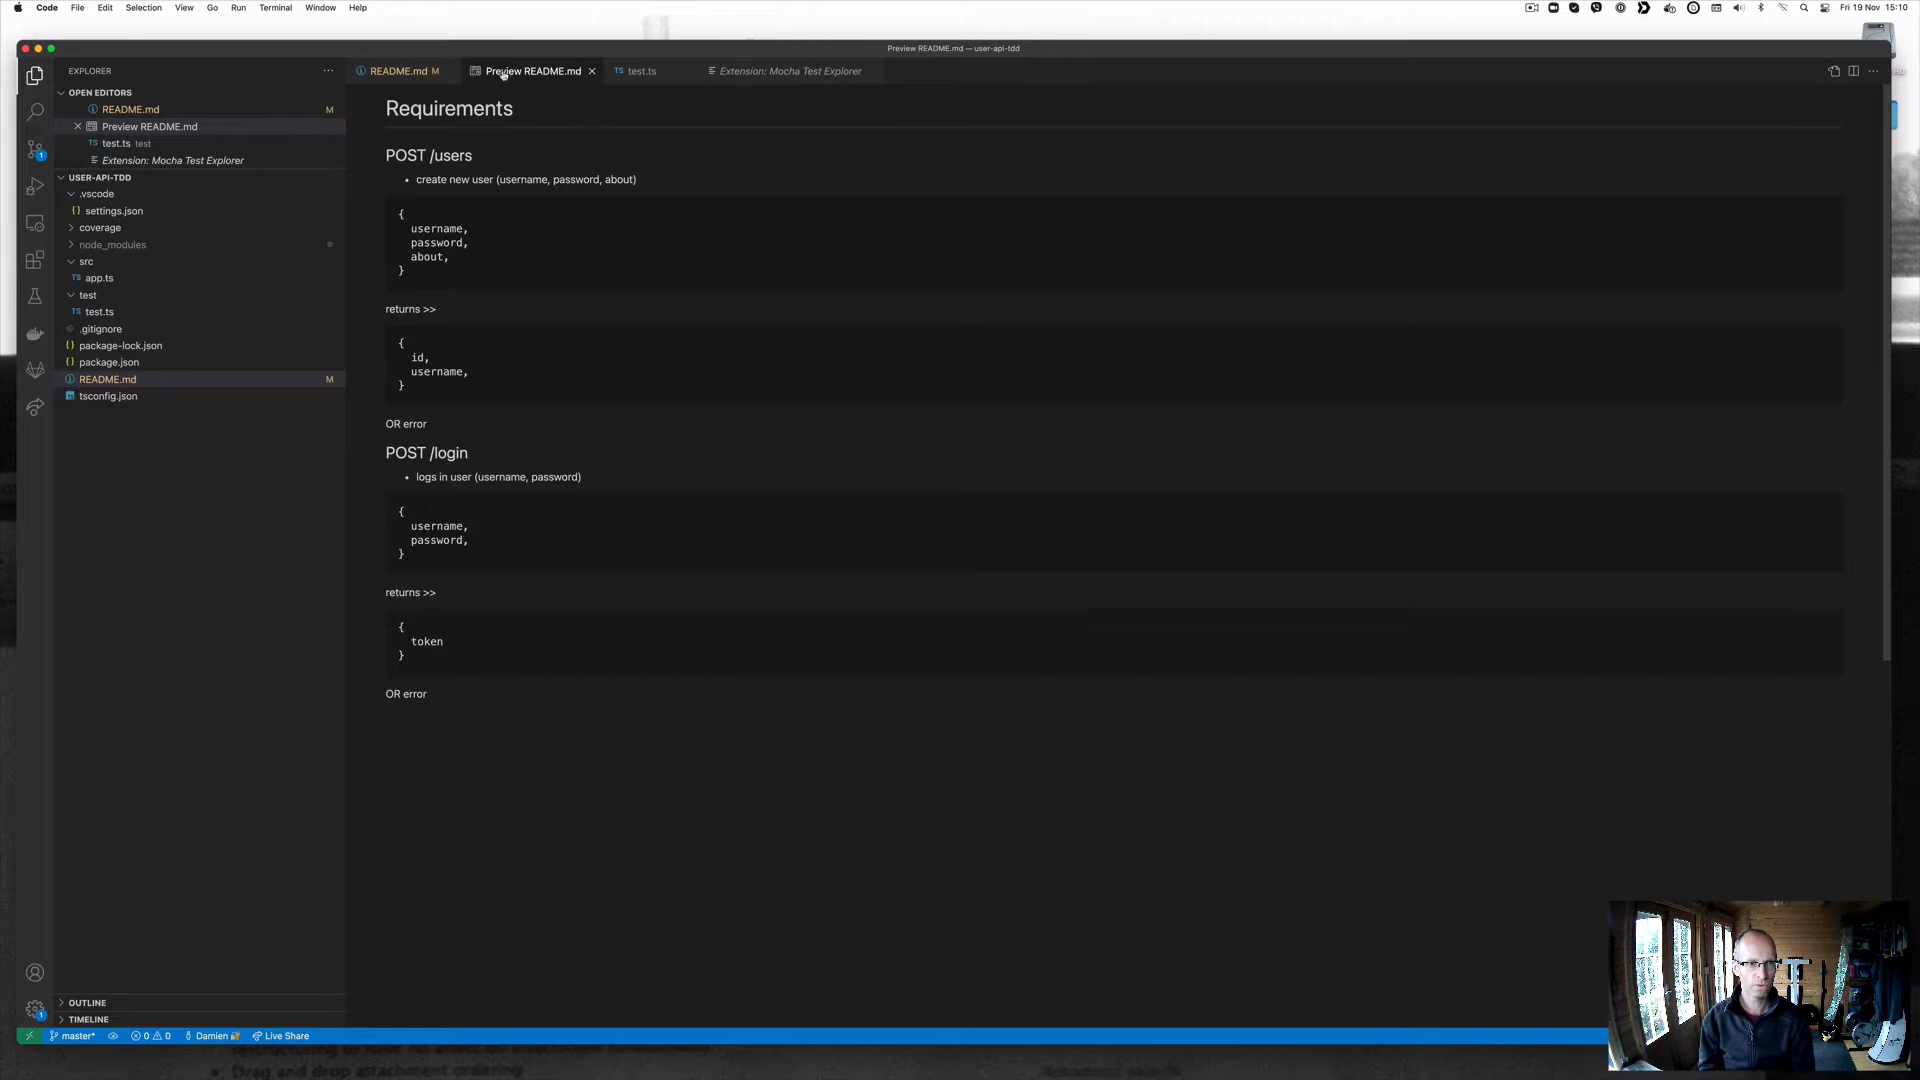 Code File Edit Selection View Go Run Terminal Window Help
Fri 19 Nov 15:10
Preview README.md — user-api-tdd
EXPLORER
README.md M
Preview README.md
test.ts
Extension: Mocha Test Explorer
OPEN EDITORS
README.md M
Preview README.md
test.ts test
Extension: Mocha Test Explorer
USER-API-TDD
.vscode
settings.json
coverage
node_modules
src
app.ts
test
test.ts
.gitignore
package-lock.json
package.json
README.md M
tsconfig.json
Requirements
POST /users
• create new user (username, password, about)
{
username,
password,
about,
}
returns >>
{
id,
username,
}
OR error
POST /login
• logs in user (username, password)
{
username,
password,
}
returns >>
{
token
}
OR error
OUTLINE
TIMELINE
master* 0 0 Damien Live Share
Drag and drop attachment ordering